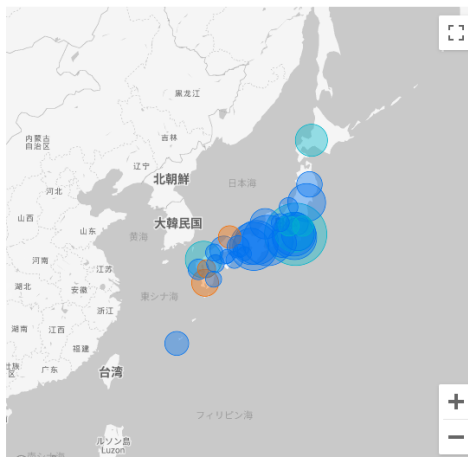 黒龙江
内蒙古
自治区
吉林
辽宁
北朝鮮
日本海
河北
山西
大韓民国
山东
黄海
河南
江苏
湖北
安徽
東シナ海
浙江
湖南
江西
福建
台湾
广东
フィリピン海
ルソン島
Luzon